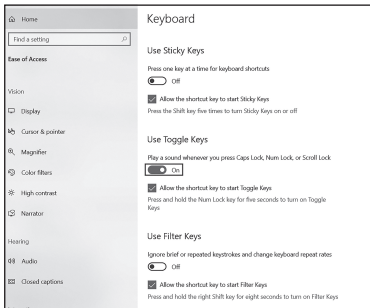 Home
Find a setting
Ease of Access
Vision
Display
Cursor & pointer
Magnifier
Color filters
High contrast
Narrator
Hearing
Audio
Closed captions
Keyboard
Use Sticky Keys
Press one key at a time for keyboard shortcuts
Off
Allow the shortcut key to start Sticky Keys
Press the Shift key five times to turn Sticky Keys on or off
Use Toggle Keys
Play a sound whenever you press Caps Lock, Num Lock, or Scroll Lock
On
Allow the shortcut key to start Toggle Keys
Press and hold the Num Lock key for five seconds to turn on Toggle
Keys
Use Filter Keys
Ignore brief or repeated keystrokes and change keyboard repeat rates
Off
Allow the shortcut key to start Filter Keys
Press and hold the right Shift key for eight seconds to turn on Filter Keys